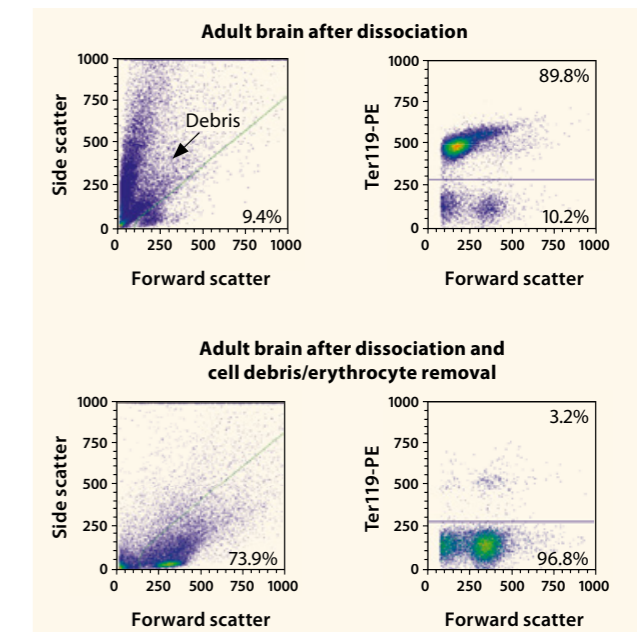 Adult brain after dissociation
1000
750
500
250
0
Side scatter
Debris
9.4%
0 250 500 750 1000
Forward scatter
1000
750
500
250
0
Ter119-PE
89.8%
10.2%
0 250 500 750 1000
Forward scatter
Adult brain after dissociation and
cell debris/erythrocyte removal
1000
750
500
250
0
Side scatter
73.9%
0 250 500 750 1000
Forward scatter
1000
750
500
250
0
Ter119-PE
3.2%
96.8%
0 250 500 750 1000
Forward scatter